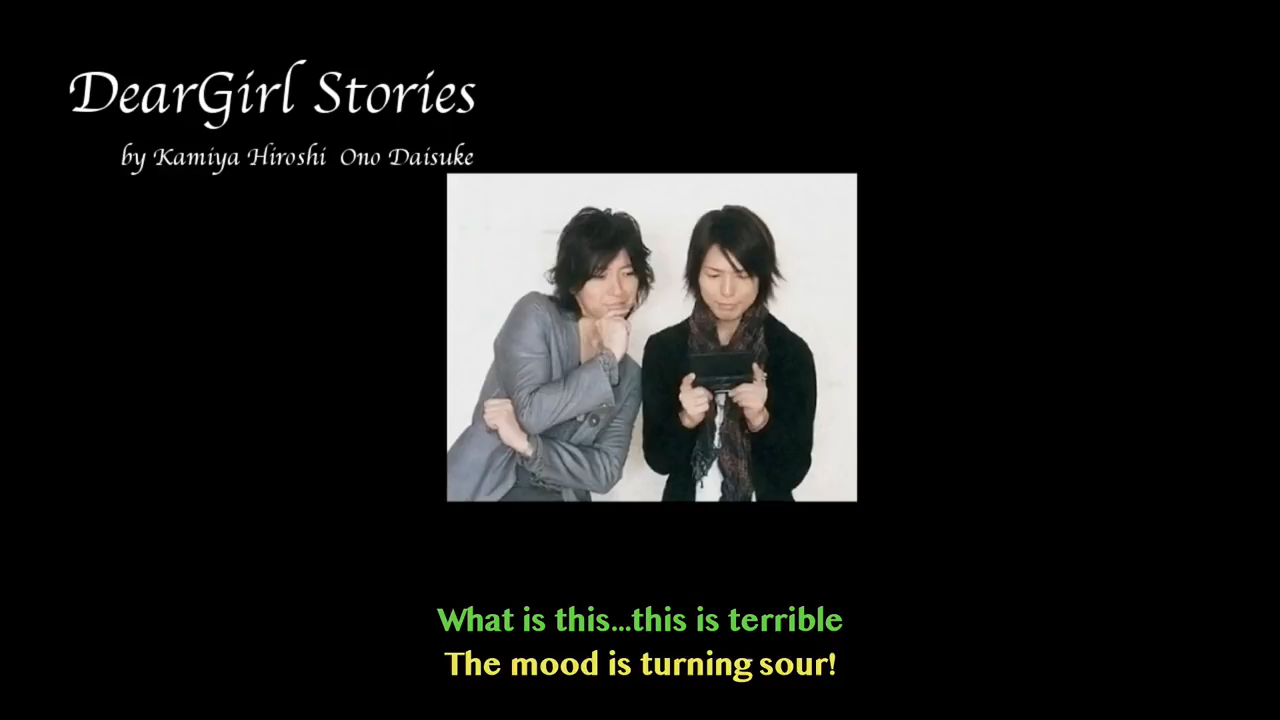 DearGirl Stories
by Kamiya Hiroshi Ono Daisuke
What is this...this is terrible
The mood is turning sour!